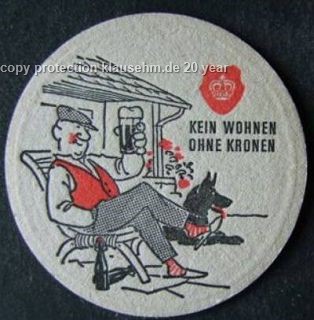 copy protection klausehm.de 20 year
KEIN WOHNEN
OHNE KRONEN